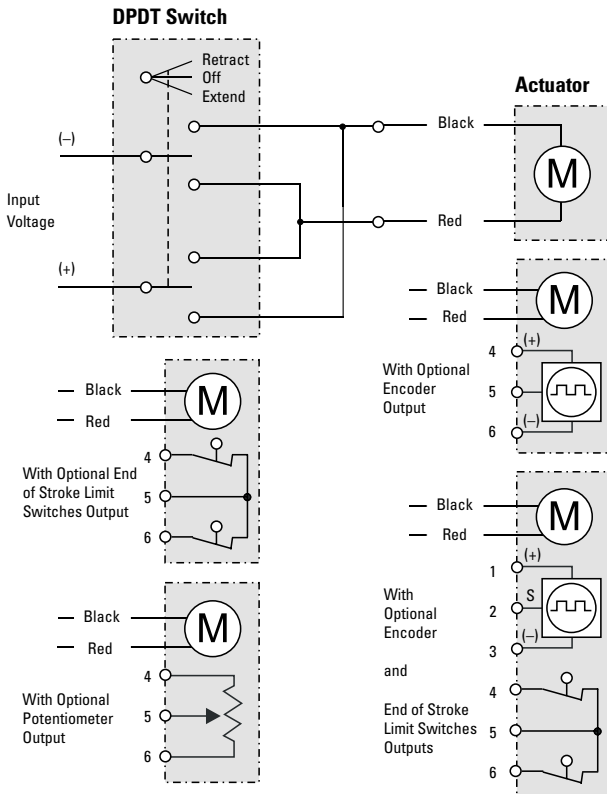 DPDT Switch
Retract
Off
Extend
(–)
Input
Voltage
(+)
Black
Red
Actuator
M
Black
Red
M
With Optional
Encoder
Output
4
(+)
5
6
(–)
Black
Red
M
With Optional End
of Stroke Limit
Switches Output
4
5
6
Black
Red
M
With
Optional
Encoder
and
End of Stroke
Limit Switches
Outputs
1
(+)
2
S
3
(–)
4
5
6
Black
Red
M
With Optional
Potentiometer
Output
4
5
6